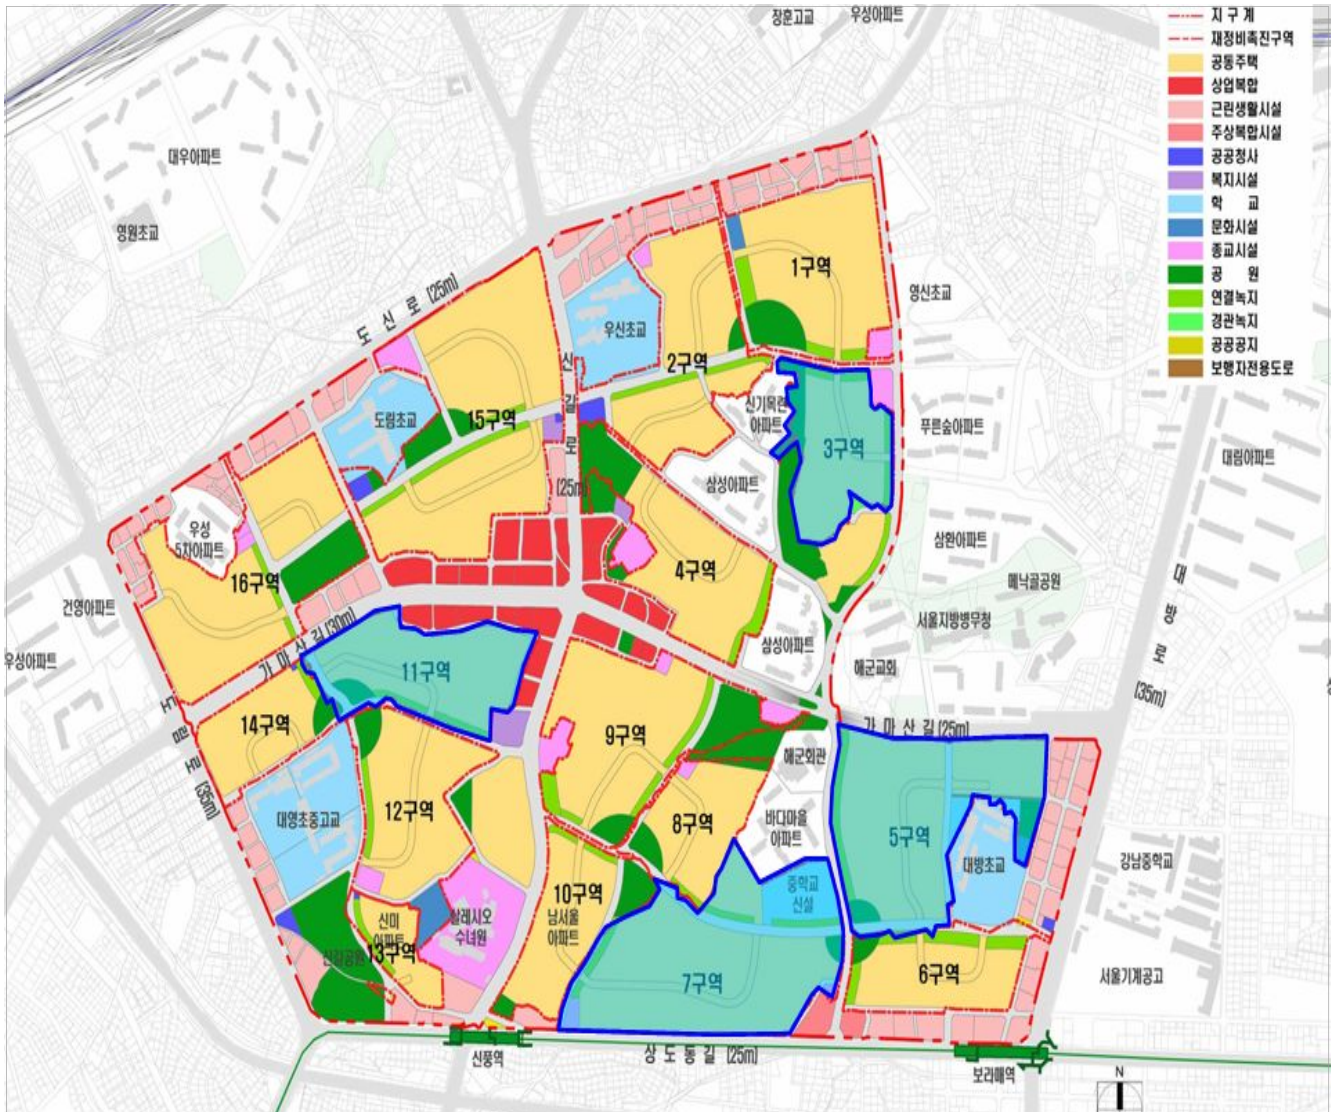 장훈고교
우성아파트
지 구 계
재정비촉진구역
공동주택
상업복합
근린생활시설
주상복합시설
공공청사
복지시설
학 교
문화시설
종교시설
공 원
연결녹지
경관녹지
공공공지
보행자전용도로
대우아파트
영원초교
도 신 로 (25m)
1구역
영신초교
우신초교
2구역
신 길 로 (25m)
신기목련
아파트
3구역
푸른숲아파트
대림아파트
도림초교
15구역
삼성아파트
우성
5차아파트
16구역
4구역
삼환아파트
메낙골공원
대 방 로 (35m)
건영아파트
우성아파트
가 마 산 길 (30m)
삼성아파트
서울지방병무청
해군교회
11구역
14구역
9구역
가 마 산 길 (25m)
도 림 로 (35m)
해군회관
대영초중고교
12구역
8구역
바다마을
아파트
5구역
대방초교
강남중학교
10구역
남서울
아파트
중학교
신설
신미
아파트
살레시오
수녀원
13구역
신길공원
7구역
6구역
서울기계공고
신풍역
상 도 동 길 (25m)
보라매역
N